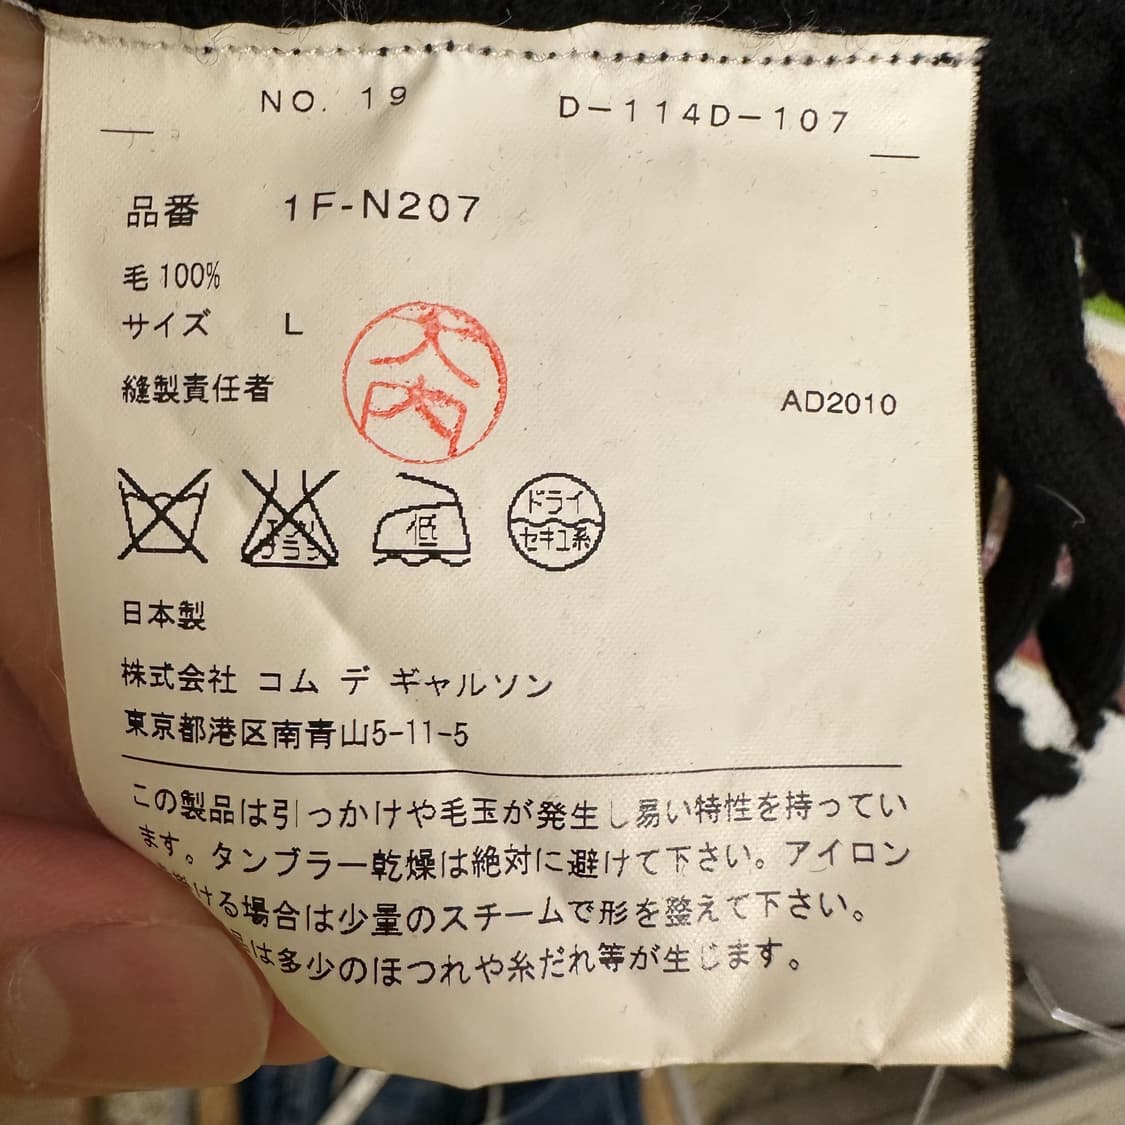 NO. 19 D-114D-107
品番 1F-N207
毛 100%
サイズ L
縫製責任者
大内
AD2010
エンソ
ドライ
低
セキユ系
日本製
株式会社 コム デ ギャルソン
東京都港区南青山5-11-5
この製品は引っかけや毛玉が発生し易い特性を持ってい
ます。タンブラー乾燥は絶対に避けて下さい。アイロン
ける場合は少量のスチームで形を整えて下さい。
は多少のほつれや糸だれ等が生じます。